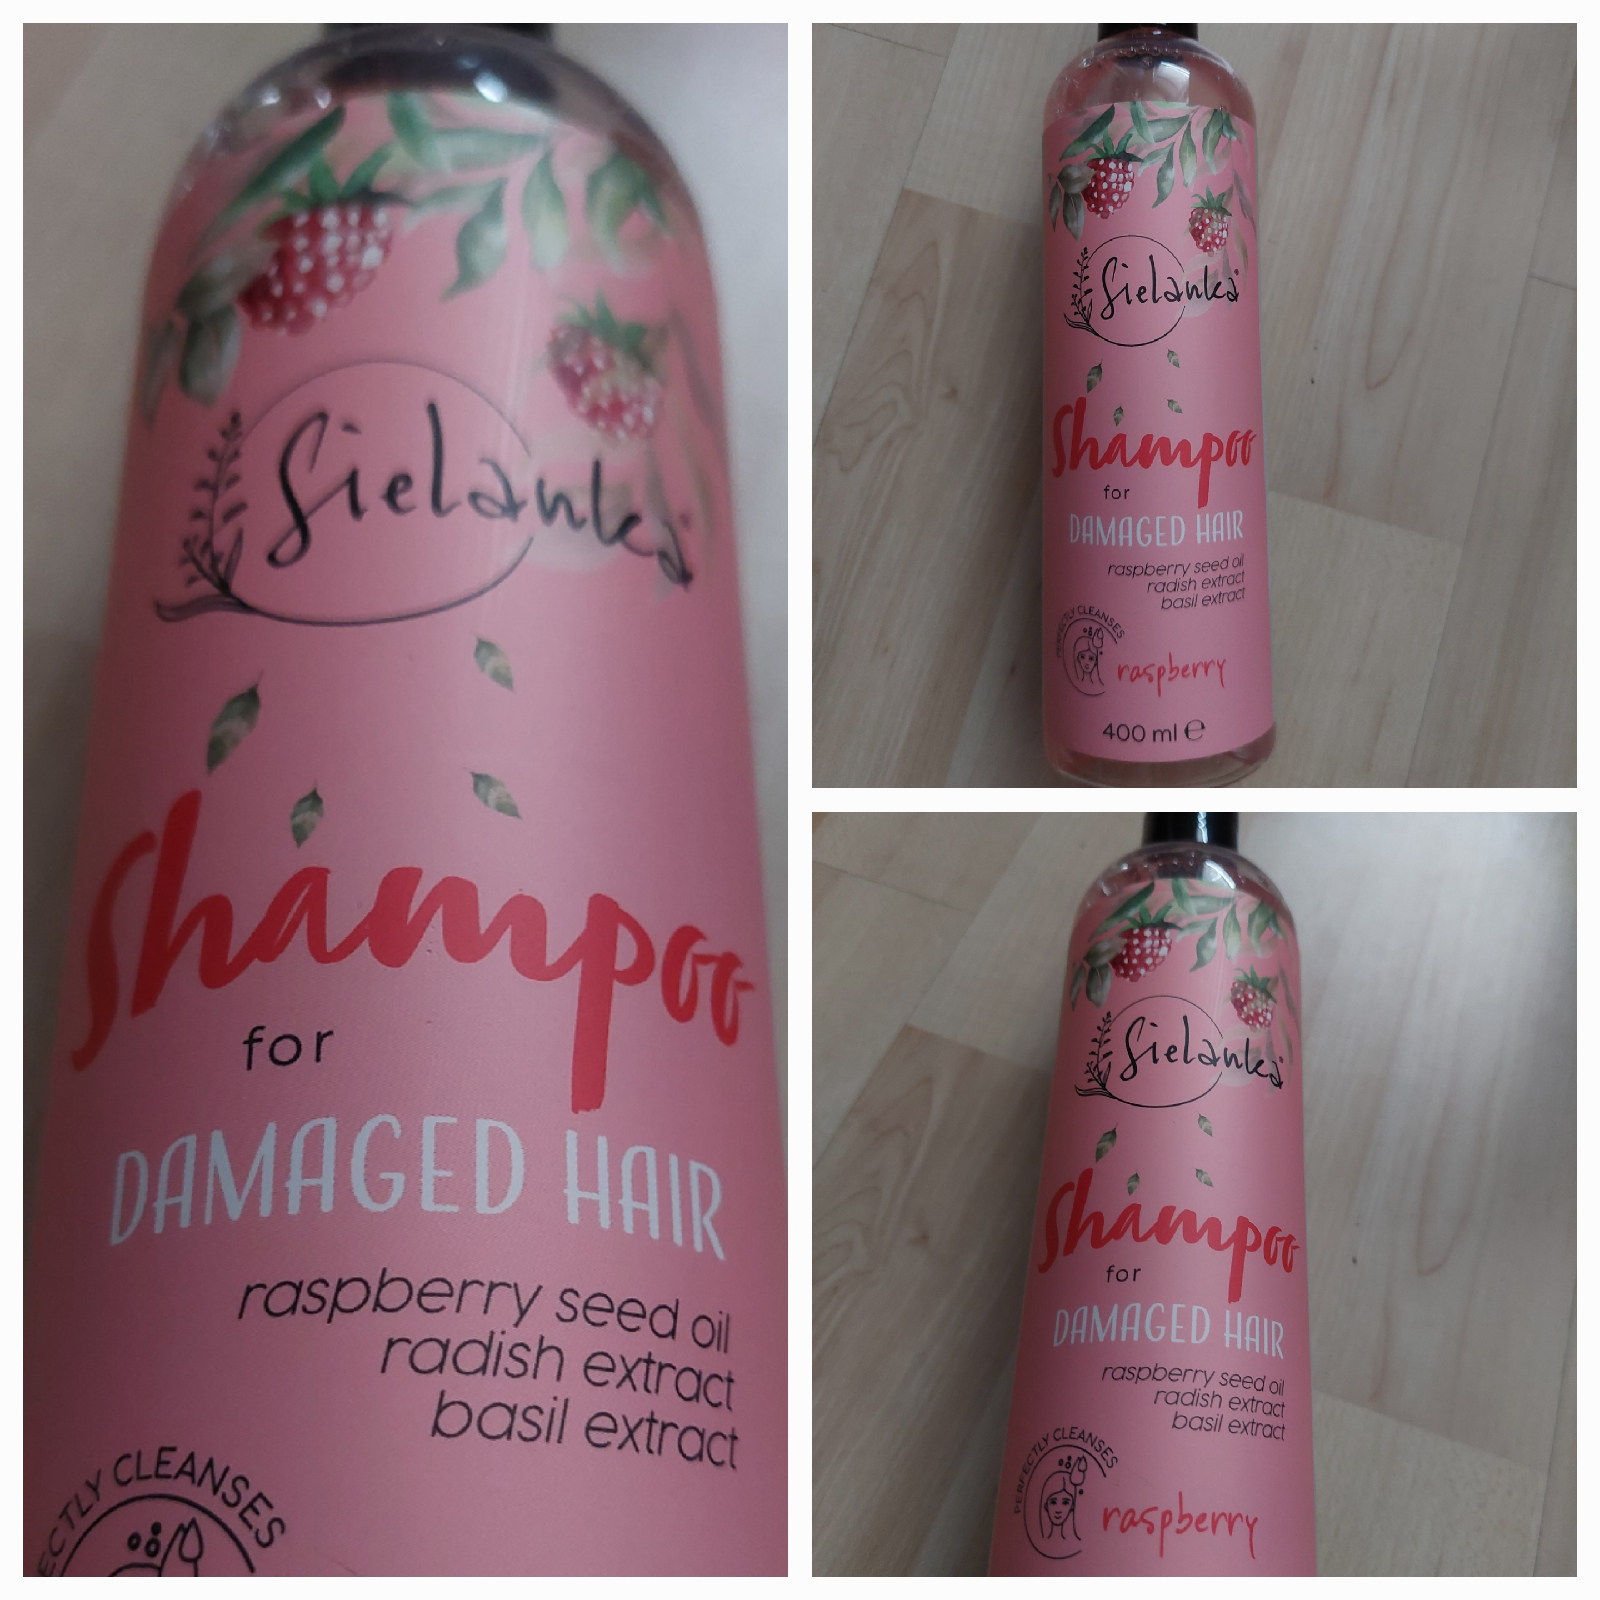 Sielanka
Shampoo
for
DAMAGED HAIR
raspberry seed oil
radish extract
basil extract
ECTLY CLEANSES
Sielanka
Shampoo
for
DAMAGED HAIR
raspberry seed oil
radish extract
basil extract
PERFECTLY CLEANSES
raspberry
400 ml ℮
Sielanka
Shampoo
for
DAMAGED HAIR
raspberry seed oil
radish extract
basil extract
PERFECTLY CLEANSES
raspberry